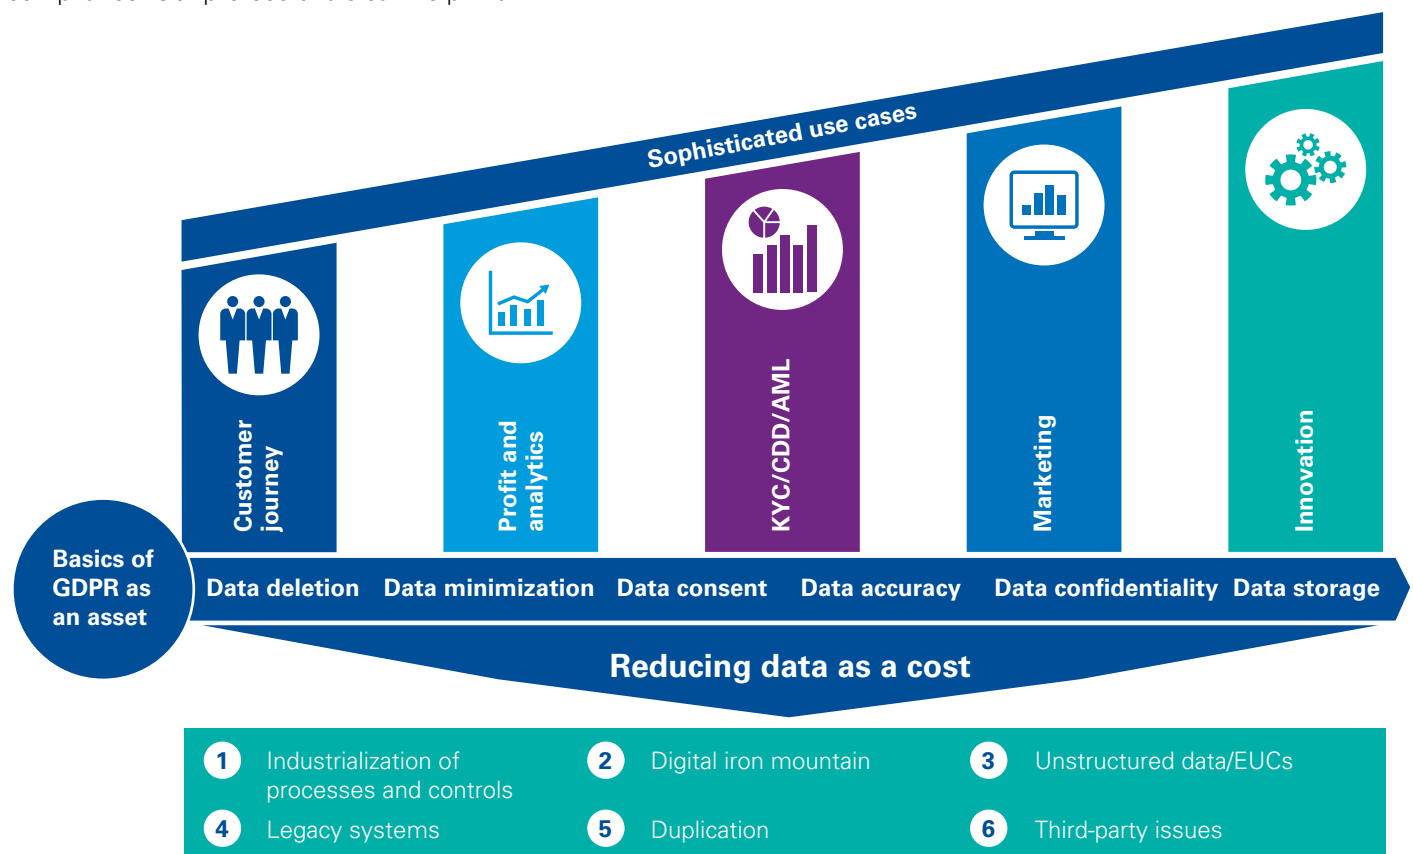 Sophisticated use cases
Customer
journey
Profit and
analytics
KYC/CDD/AML
Marketing
Innovation
Basics of
GDPR as
an asset
Data deletion
Data minimization
Data consent
Data accuracy
Data confidentiality
Data storage
Reducing data as a cost
1 Industrialization of
processes and controls
2 Digital iron mountain
3 Unstructured data/EUCs
4 Legacy systems
5 Duplication
6 Third-party issues